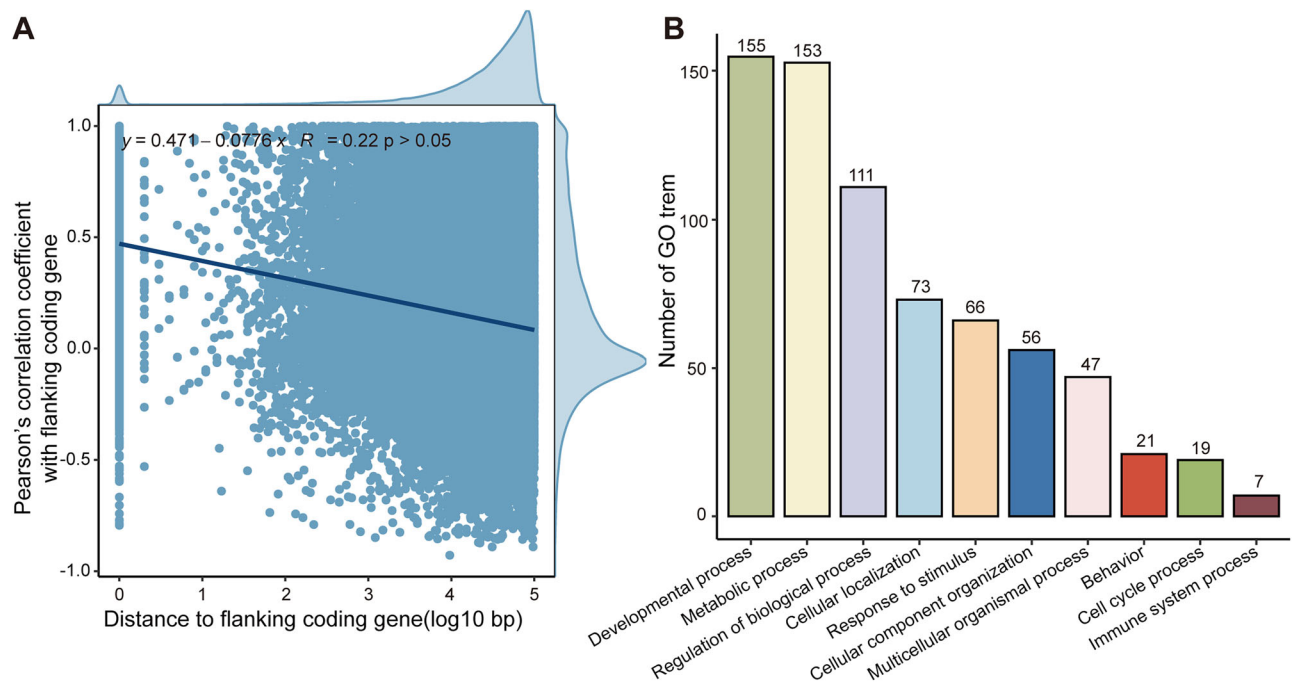 A
y = 0.471 – 0.0776 x R = 0.22 p > 0.05
1.0
0.5
0.0
-0.5
-1.0
Pearson's correlation coefficient
with flanking coding gene
0 1 2 3 4 5
Distance to flanking coding gene(log10 bp)
B
Number of GO trem
150
100
50
0
155
153
111
73
66
56
47
21
19
7
Developmental process
Metabolic process
Regulation of biological process
Cellular localization
Response to stimulus
Cellular component organization
Multicellular organismal process
Behavior
Cell cycle process
Immune system process